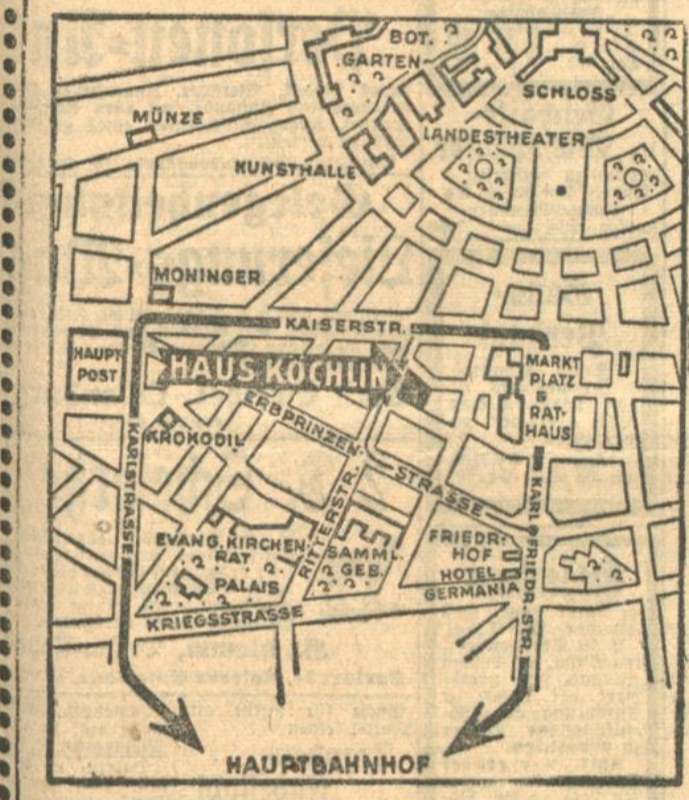 BOT.
GARTEN
SCHLOSS
MÜNZE
LANDESTHEATER
KUNSTHALLE
MONINGER
KAISERSTR.
HAUPT-
POST
HAUS KÖCHLIN
MARKT
PLATZ
&
RAT-
HAUS
ERBPRINZEN-
STRASSE
KROKODIL
KARLSTRASSE
RITTERSTR.
KARL FRIEDR. STR.
EVANG. KIRCHEN
RAT
SAMML.
GEB.
FRIEDR.
HOF
HOTEL
GERMANIA
PALAIS
KRIEGSSTRASSE
HAUPTBAHNHOF